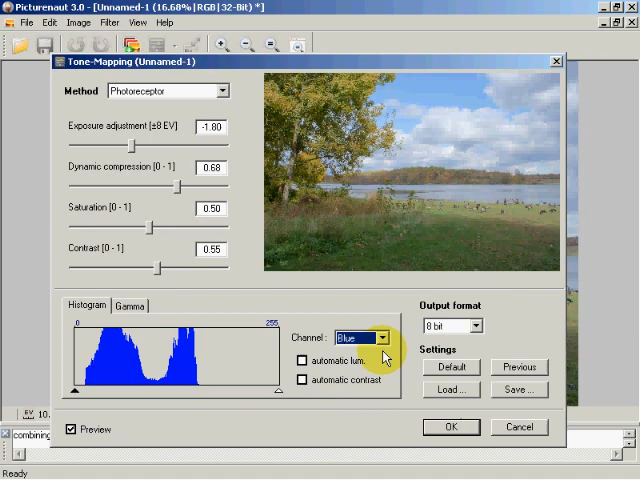 Picturenaut 3.0 - [Unnamed-1 (16.68%|RGB|32-Bit) *]
File Edit Image Filter View Help
Tone-Mapping (Unnamed-1)
Method Photoreceptor
Exposure adjustment [±8 EV] -1.80
Dynamic compression [0 - 1] 0.68
Saturation [0 - 1] 0.50
Contrast [0 - 1] 0.55
Histogram Gamma
0 255
Channel : Blue
automatic lum.
automatic contrast
Output format
8 bit
Settings
Default Previous
Load ... Save ...
Preview
OK Cancel
EV 10.
combining
Ready